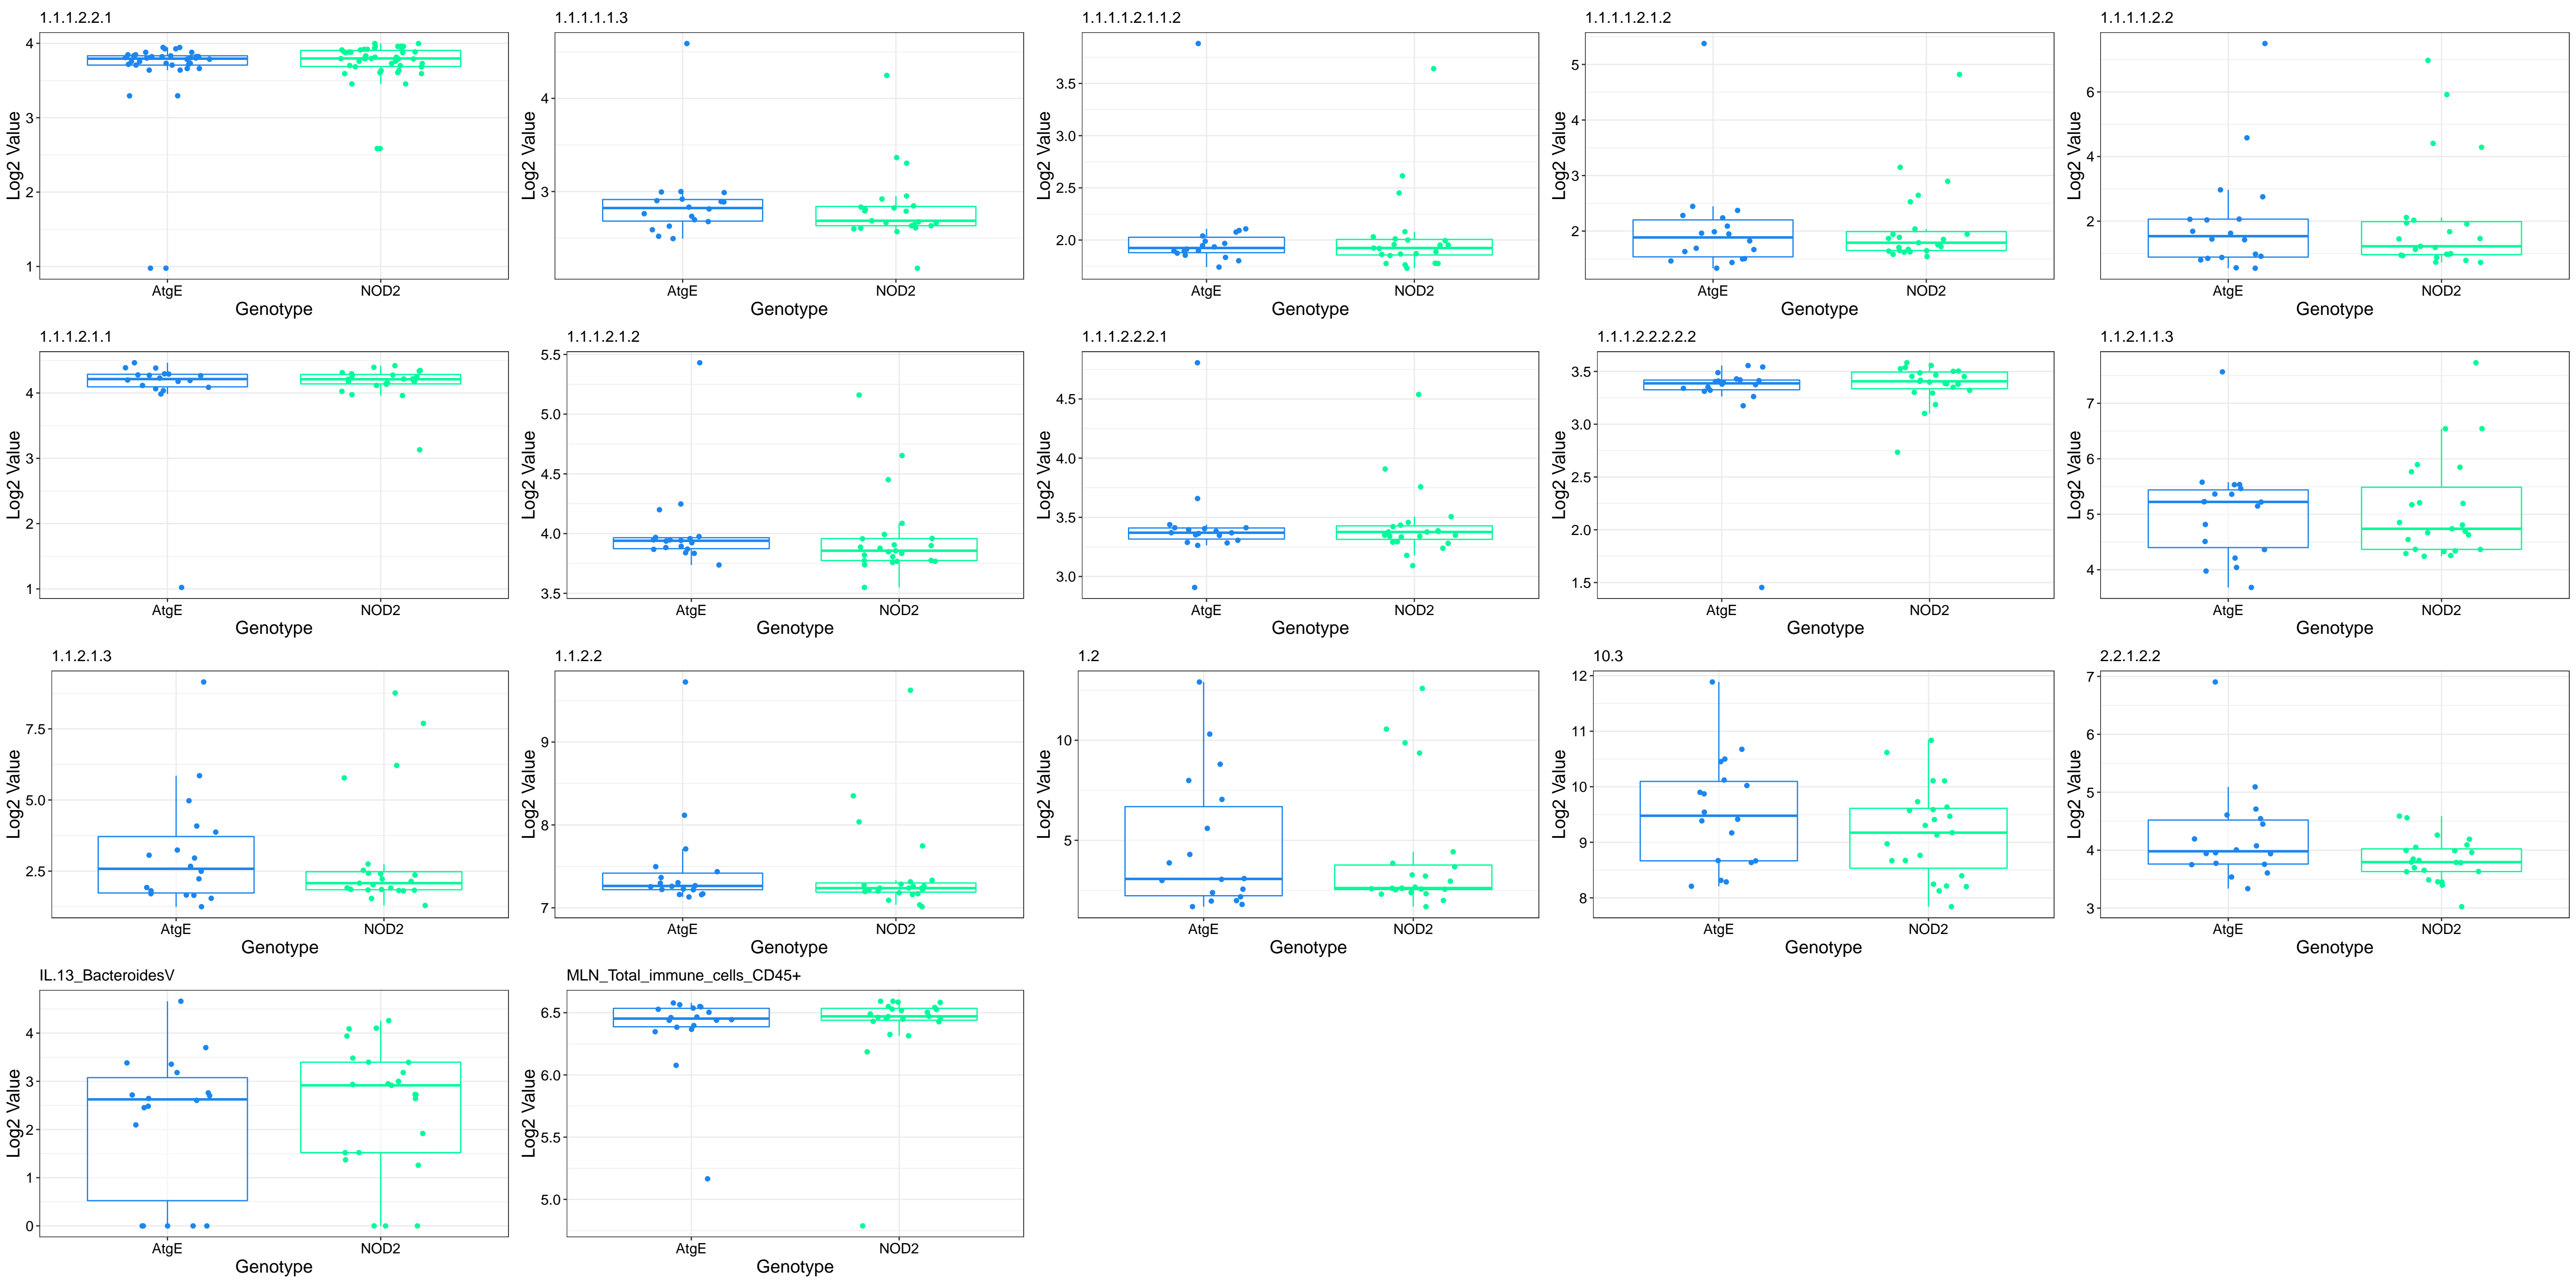 1.1.1.2.2.1
Log2 Value
4
3
2
1
AtgE
NOD2
Genotype
1.1.1.1.1.3
Log2 Value
4
3
AtgE
NOD2
Genotype
1.1.1.1.2.1.1.2
Log2 Value
3.5
3.0
2.5
2.0
AtgE
NOD2
Genotype
1.1.1.1.2.1.2
Log2 Value
5
4
3
2
AtgE
NOD2
Genotype
1.1.1.1.2.2
Log2 Value
6
4
2
AtgE
NOD2
Genotype
1.1.1.2.1.1
Log2 Value
4
3
2
1
AtgE
NOD2
Genotype
1.1.1.2.1.2
Log2 Value
5.5
5.0
4.5
4.0
3.5
AtgE
NOD2
Genotype
1.1.1.2.2.2.1
Log2 Value
4.5
4.0
3.5
3.0
AtgE
NOD2
Genotype
1.1.1.2.2.2.2.2
Log2 Value
3.5
3.0
2.5
2.0
1.5
AtgE
NOD2
Genotype
1.1.2.1.1.3
Log2 Value
7
6
5
4
AtgE
NOD2
Genotype
1.1.2.1.3
Log2 Value
7.5
5.0
2.5
AtgE
NOD2
Genotype
1.1.2.2
Log2 Value
9
8
7
AtgE
NOD2
Genotype
1.2
Log2 Value
10
5
AtgE
NOD2
Genotype
10.3
Log2 Value
12
11
10
9
8
AtgE
NOD2
Genotype
2.2.1.2.2
Log2 Value
7
6
5
4
3
AtgE
NOD2
Genotype
IL.13_BacteroidesV
Log2 Value
4
3
2
1
0
AtgE
NOD2
Genotype
MLN_Total_immune_cells_CD45+
Log2 Value
6.5
6.0
5.5
5.0
AtgE
NOD2
Genotype